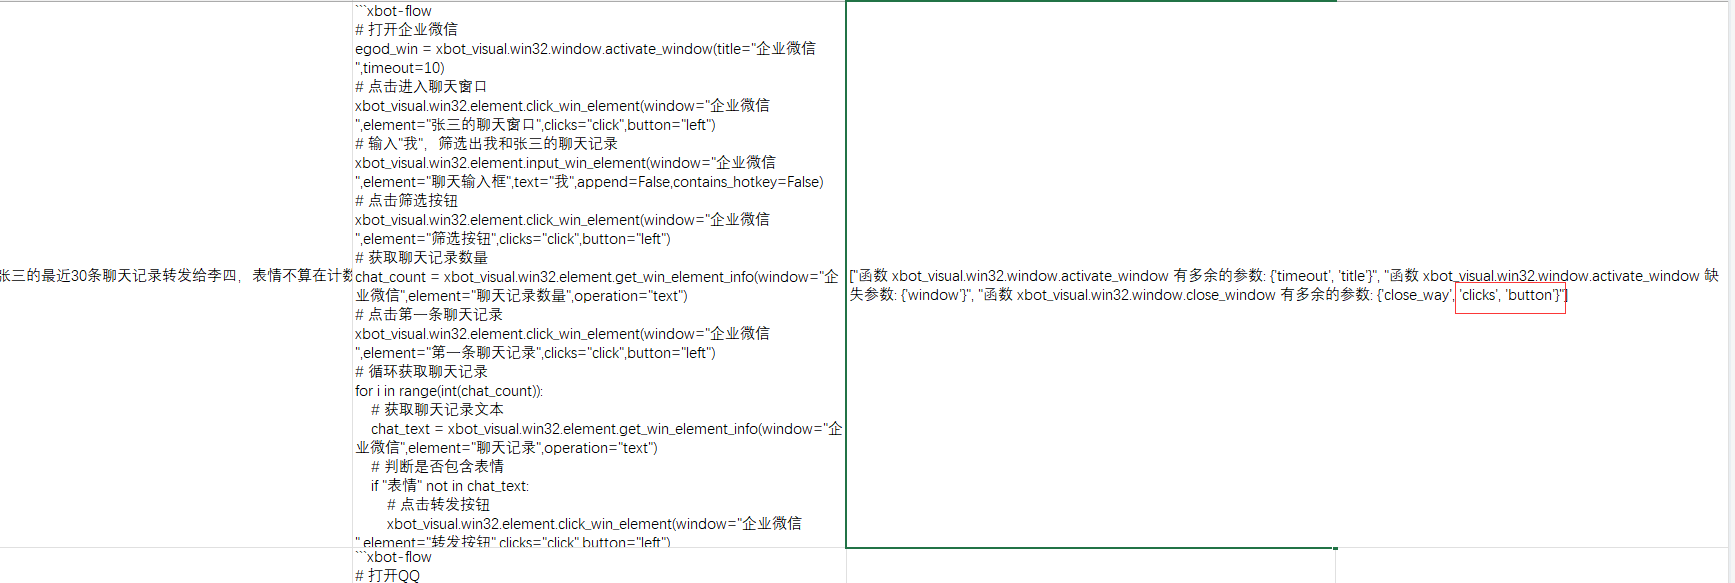 张三的最近30条聊天记录转发给李四，表情不算在计数
```xbot-flow
# 打开企业微信
egod_win = xbot_visual.win32.window.activate_window(title="企业微信
",timeout=10)
# 点击进入聊天窗口
xbot_visual.win32.element.click_win_element(window="企业微信
",element="张三的聊天窗口",clicks="click",button="left")
# 输入"我"，筛选出我和张三的聊天记录
xbot_visual.win32.element.input_win_element(window="企业微信
",element="聊天输入框",text="我",append=False,contains_hotkey=False)
# 点击筛选按钮
xbot_visual.win32.element.click_win_element(window="企业微信
",element="筛选按钮",clicks="click",button="left")
# 获取聊天记录数量
chat_count = xbot_visual.win32.element.get_win_element_info(window="企
业微信",element="聊天记录数量",operation="text")
# 点击第一条聊天记录
xbot_visual.win32.element.click_win_element(window="企业微信
",element="第一条聊天记录",clicks="click",button="left")
# 循环获取聊天记录
for i in range(int(chat_count)):
# 获取聊天记录文本
chat_text = xbot_visual.win32.element.get_win_element_info(window="企
业微信",element="聊天记录",operation="text")
# 判断是否包含表情
if "表情" not in chat_text:
# 点击转发按钮
xbot_visual.win32.element.click_win_element(window="企业微信
",element="转发按钮",clicks="click",button="left")
["函数 xbot_visual.win32.window.activate_window 有多余的参数: {'timeout', 'title'}", "函数 xbot_visual.win32.window.activate_window 缺
失参数: {'window'}", "函数 xbot_visual.win32.window.close_window 有多余的参数: {'close_way', 'clicks', 'button'}"]
```xbot-flow
# 打开QQ